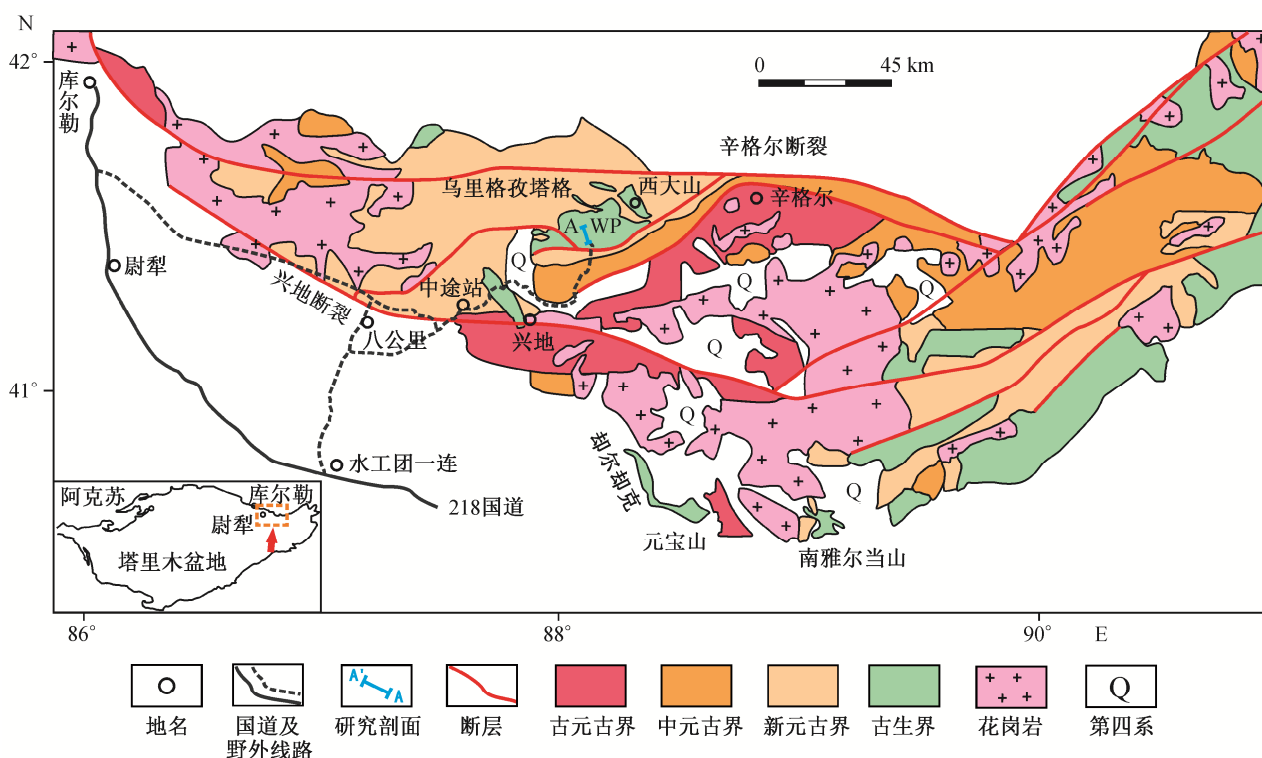 N
42°
库尔勒
0 45 km
辛格尔断裂
乌里格孜塔格
西大山
辛格尔
A WP
Q
尉犁
兴地断裂
中途站
八公里
兴地
Q
Q
Q
41°
Q
却尔却克
水工团一连
Q
218国道
元宝山
南雅尔当山
阿克苏
库尔勒
尉犁
塔里木盆地
86°
88°
90°
E
A'
A
Q
地名
国道及
野外线路
研究剖面
断层
古元古界
中元古界
新元古界
古生界
花岗岩
第四系